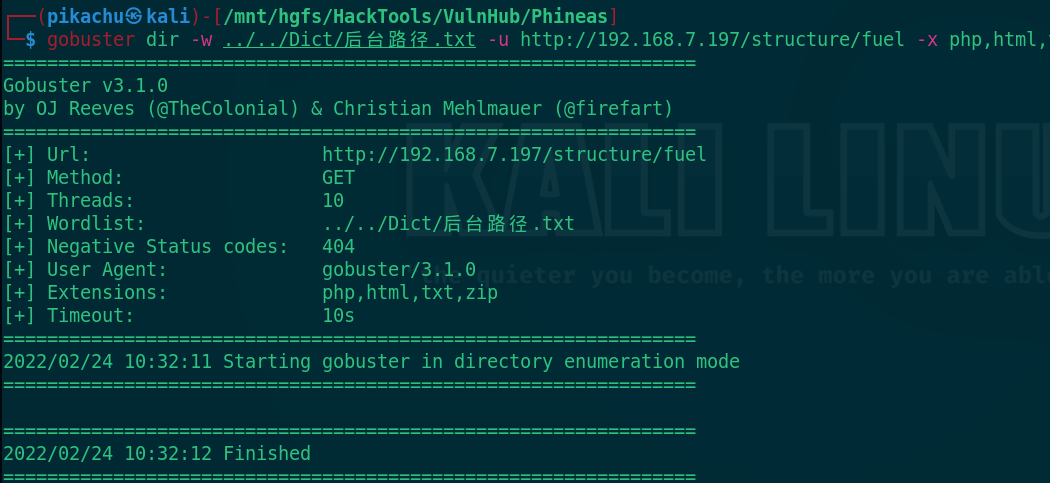 ┌──(pikachu㉿kali)-[/mnt/hgfs/HackTools/VulnHub/Phineas]
└─$ gobuster dir -w ../../Dict/后台路径.txt -u http://192.168.7.197/structure/fuel -x php,html,
===============================================================
Gobuster v3.1.0
by OJ Reeves (@TheColonial) & Christian Mehlmauer (@firefart)
===============================================================
[+] Url:                     http://192.168.7.197/structure/fuel
[+] Method:                  GET
[+] Threads:                 10
[+] Wordlist:                ../../Dict/后台路径.txt
[+] Negative Status codes:   404
[+] User Agent:              gobuster/3.1.0
[+] Extensions:              php,html,txt,zip
[+] Timeout:                 10s
===============================================================
2022/02/24 10:32:11 Starting gobuster in directory enumeration mode
===============================================================
===============================================================
2022/02/24 10:32:12 Finished
===============================================================
KALI LINU
the quieter you become, the more you are able